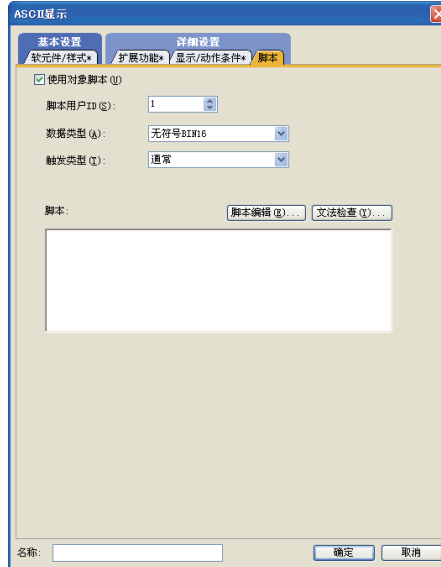 ASCII显示
基本设置 详细设置
软元件/样式* 扩展功能* 显示/动作条件* 脚本
使用对象脚本(U)
脚本用户ID(S): 1
数据类型(A): 无符号BIN16
触发类型(T): 通常
脚本: 脚本编辑(E)... 文法检查(Y)...
名称: 确定 取消